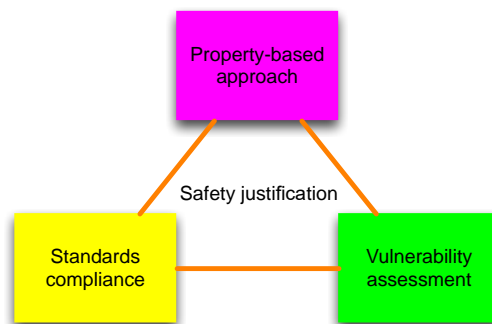 Property-based
approach
Safety justification
Standards
compliance
Vulnerability
assessment